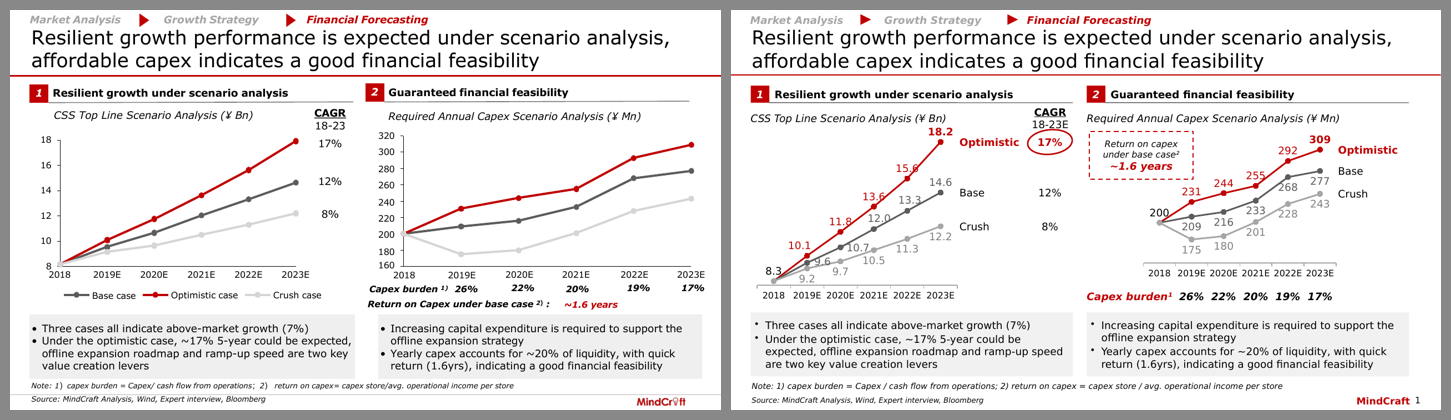 Market Analysis Growth Strategy Financial Forecasting
Resilient growth performance is expected under scenario analysis,
affordable capex indicates a good financial feasibility
1 Resilient growth under scenario analysis
CSS Top Line Scenario Analysis (¥ Bn)
CAGR
18-23
18
16
14
12
10
8
17%
12%
8%
2018 2019E 2020E 2021E 2022E 2023E
Base case Optimistic case Crush case
2 Guaranteed financial feasibility
Required Annual Capex Scenario Analysis (¥ Mn)
320
300
280
260
240
220
200
180
160
2018 2019E 2020E 2021E 2022E 2023E
Capex burden 1) 26% 22% 20% 19% 17%
Return on Capex under base case 2) : ~1.6 years
• Three cases all indicate above-market growth (7%)
• Under the optimistic case, ~17% 5-year could be expected,
offline expansion roadmap and ramp-up speed are two key
value creation levers
• Increasing capital expenditure is required to support the
offline expansion strategy
• Yearly capex accounts for ~20% of liquidity, with quick
return (1.6yrs), indicating a good financial feasibility
Note: 1) capex burden = Capex/ cash flow from operations; 2) return on capex= capex store/avg. operational income per store
Source: MindCraft Analysis, Wind, Expert interview, Bloomberg
MindCraft
Market Analysis Growth Strategy Financial Forecasting
Resilient growth performance is expected under scenario analysis,
affordable capex indicates a good financial feasibility
1 Resilient growth under scenario analysis
CSS Top Line Scenario Analysis (¥ Bn)
CAGR
18-23E
8.3 10.1 11.8 13.6 15.6 18.2 Optimistic 17%
9.6 10.7 12.0 13.3 14.6 Base 12%
9.2 9.7 10.5 11.3 12.2 Crush 8%
2018 2019E 2020E 2021E 2022E 2023E
2 Guaranteed financial feasibility
Required Annual Capex Scenario Analysis (¥ Mn)
Return on capex
under base case²
~1.6 years
200 231 244 255 292 309 Optimistic
209 216 233 268 277 Base
175 180 201 228 243 Crush
2018 2019E 2020E 2021E 2022E 2023E
Capex burden¹ 26% 22% 20% 19% 17%
• Three cases all indicate above-market growth (7%)
• Under the optimistic case, ~17% 5-year could be
expected, offline expansion roadmap and ramp-up speed
are two key value creation levers
• Increasing capital expenditure is required to support the
offline expansion strategy
• Yearly capex accounts for ~20% of liquidity, with quick
return (1.6yrs), indicating a good financial feasibility
Note: 1) capex burden = Capex / cash flow from operations; 2) return on capex = capex store / avg. operational income per store
Source: MindCraft Analysis, Wind, Expert interview, Bloomberg
MindCraft 1